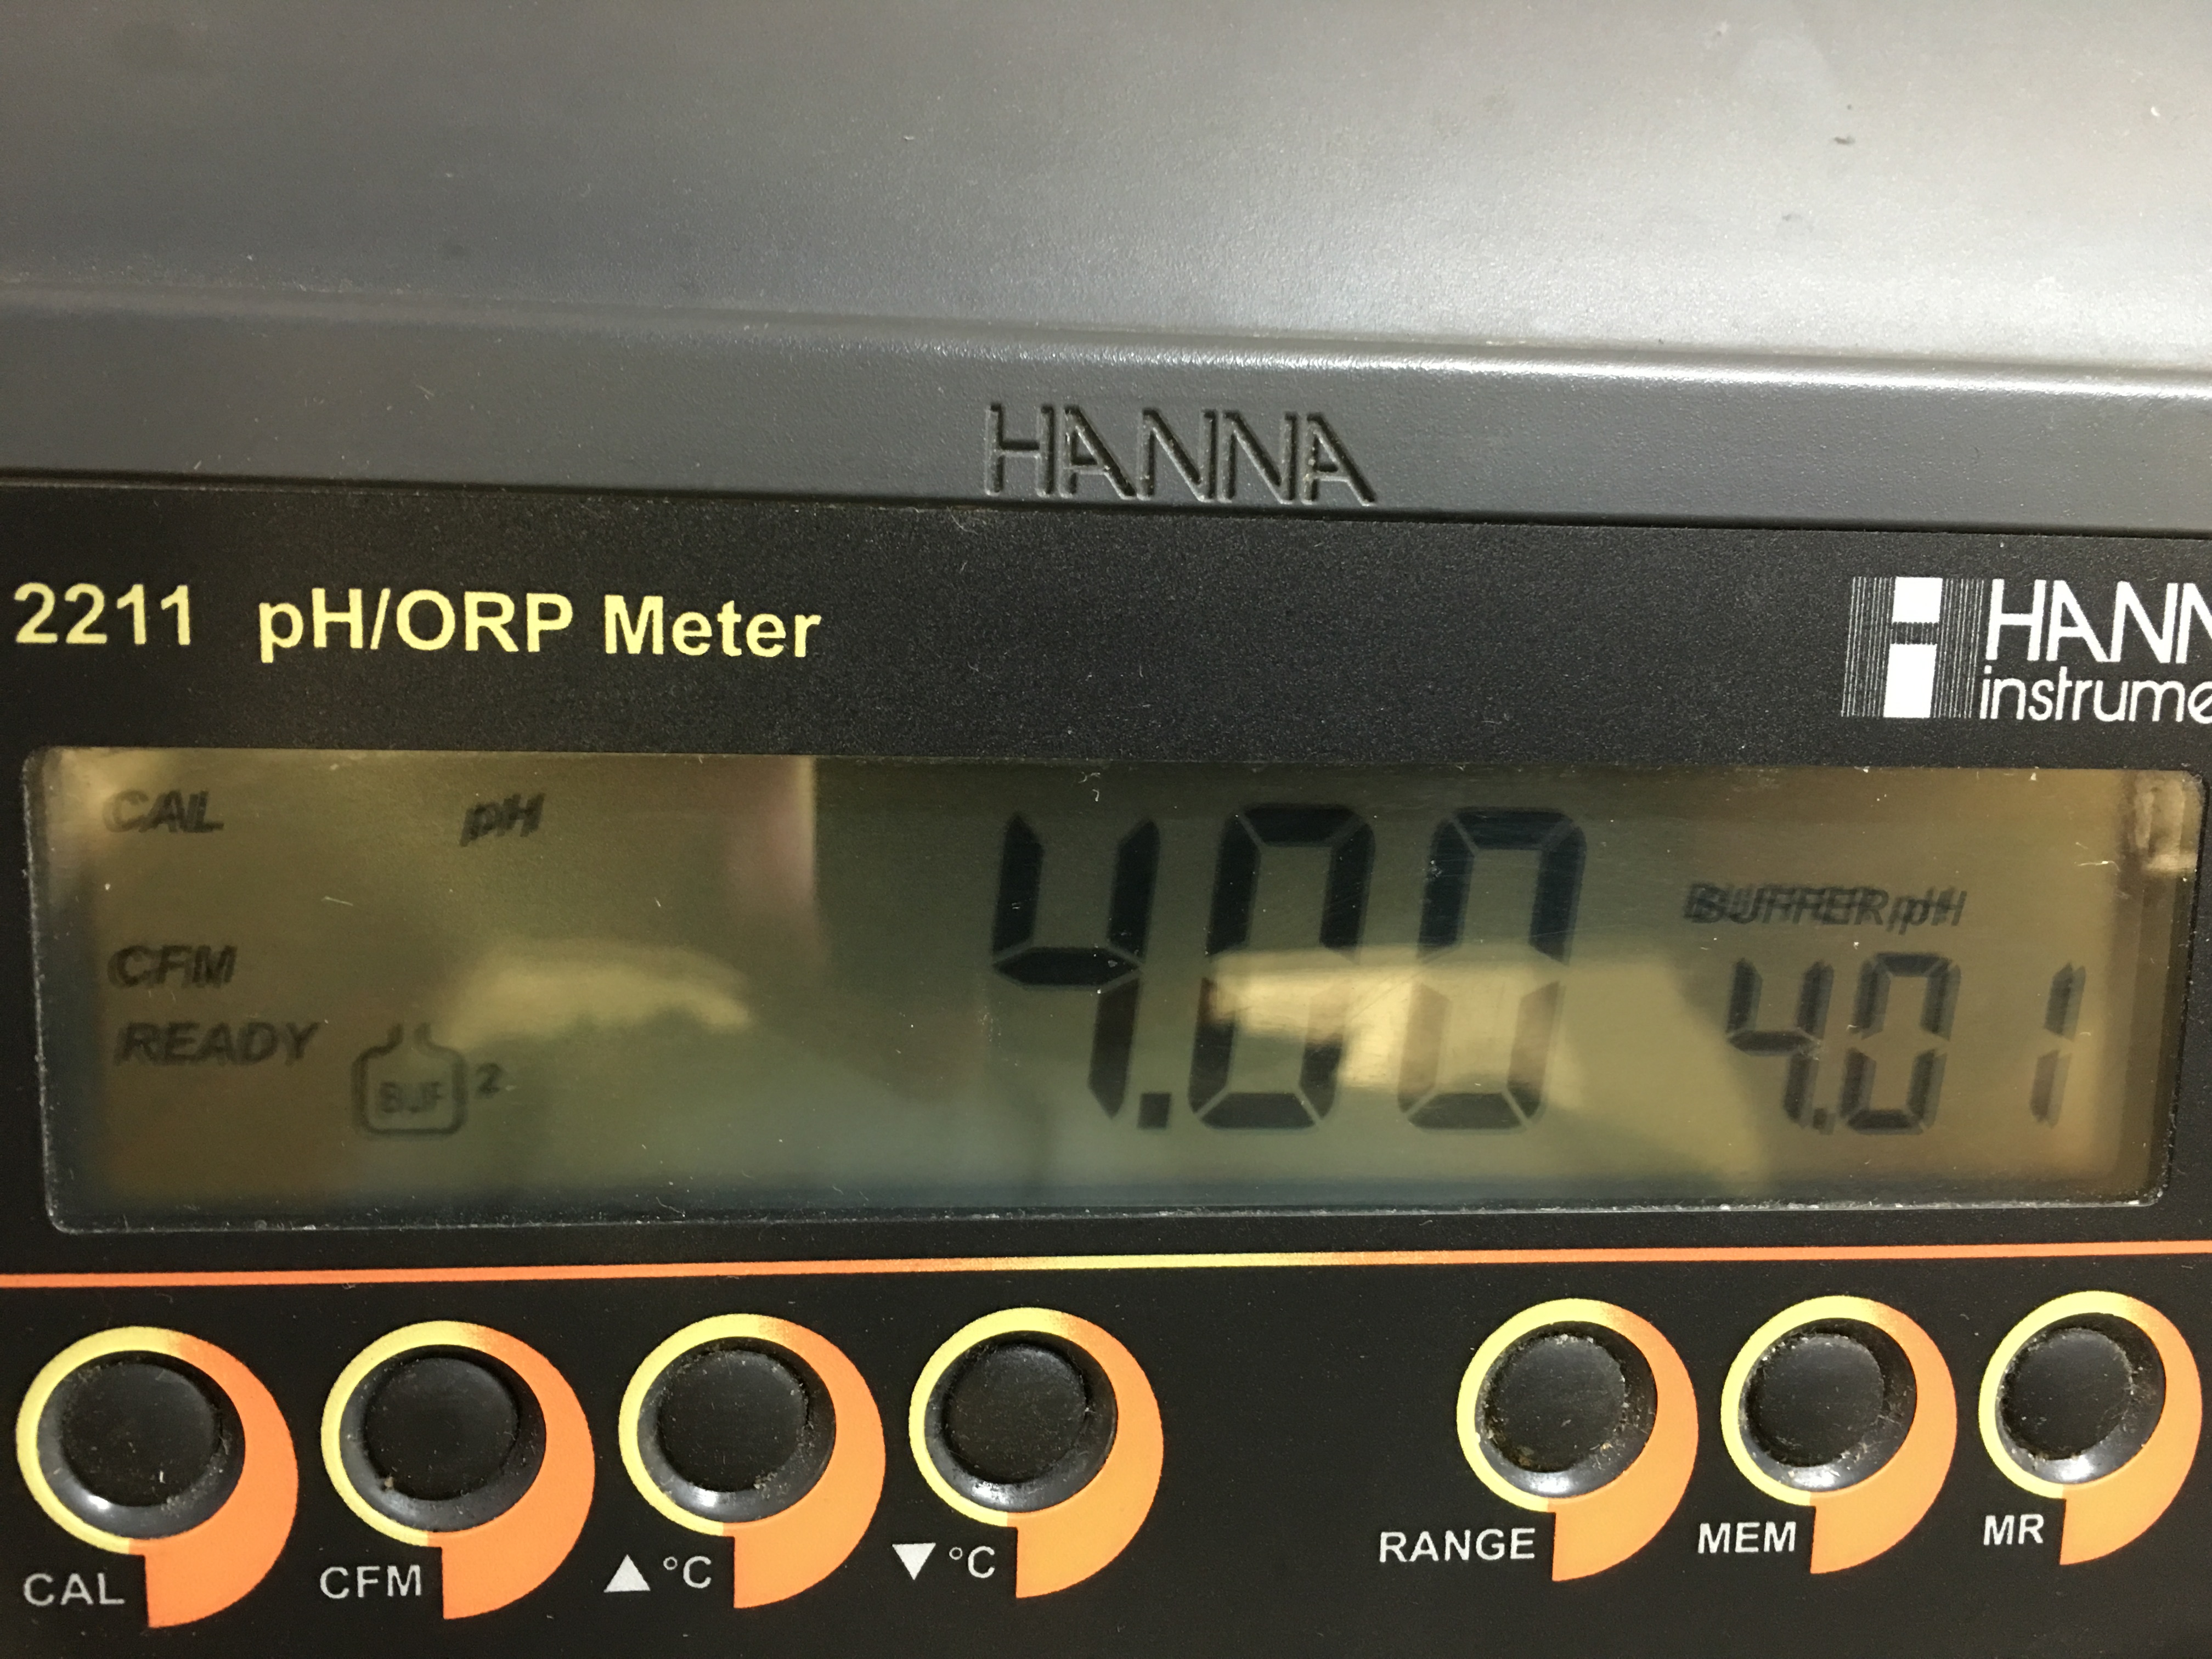 HANNA
2211 pH/ORP Meter
HANN
instrume
CAL pH
4.00
BUFFER pH
4.01
CFM
READY
BUF 2
CAL
CFM
▲ °C
▼ °C
RANGE
MEM
MR